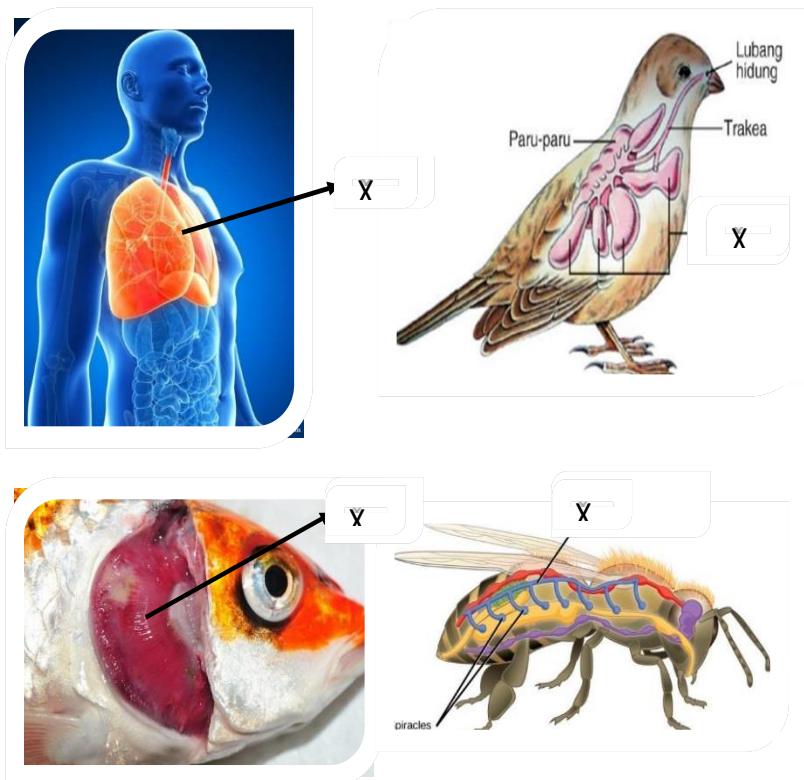 Lubang
hidung
Trakea
Paru-paru
X
X
X
X
piracles